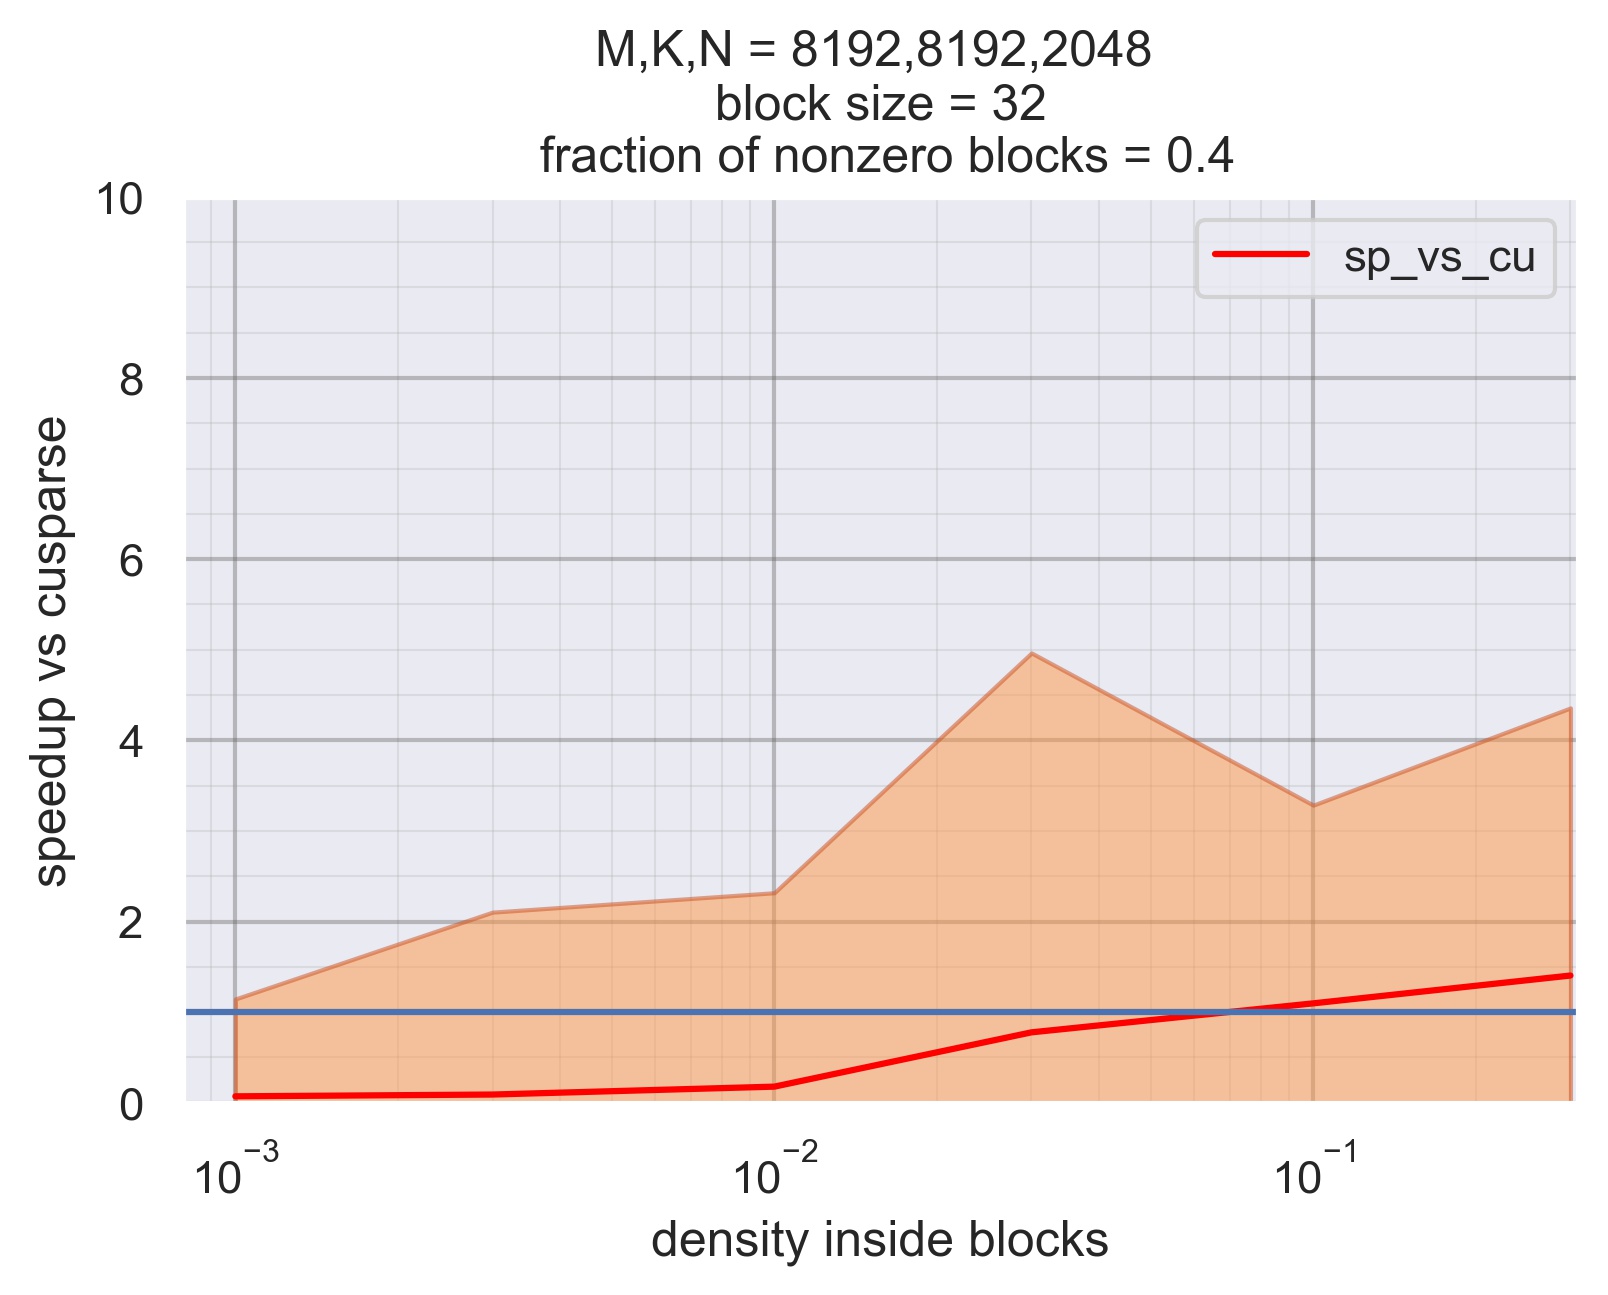 M,K,N = 8192,8192,2048
block size = 32
fraction of nonzero blocks = 0.4
10
8
6
4
2
0
speedup vs cusparse
sp_vs_cu
10⁻³
10⁻²
10⁻¹
density inside blocks